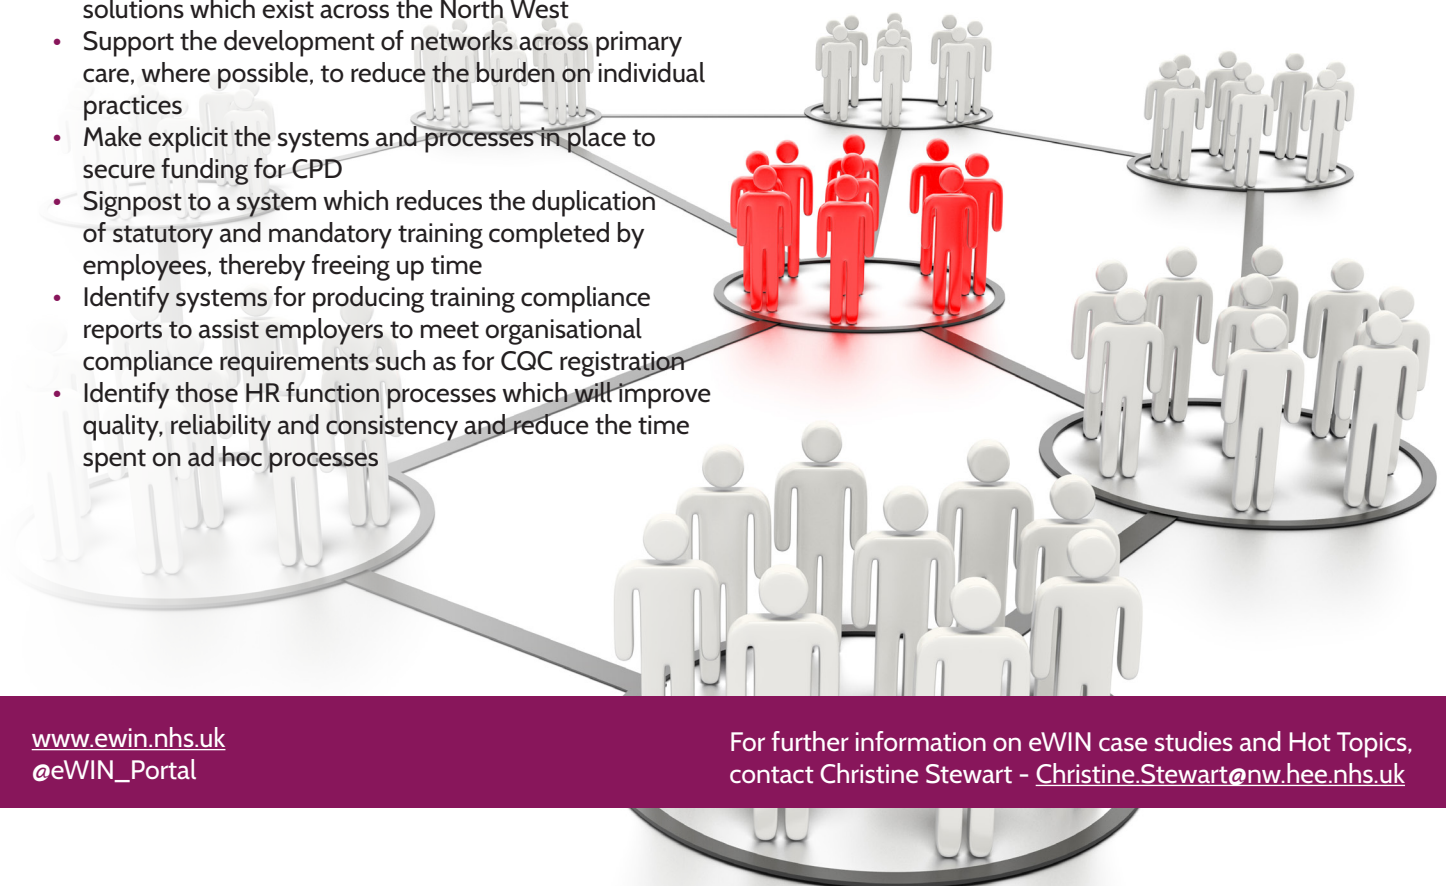 solutions which exist across the North West
• Support the development of networks across primary
care, where possible, to reduce the burden on individual
practices
• Make explicit the systems and processes in place to
secure funding for CPD
• Signpost to a system which reduces the duplication
of statutory and mandatory training completed by
employees, thereby freeing up time
• Identify systems for producing training compliance
reports to assist employers to meet organisational
compliance requirements such as for CQC registration
• Identify those HR function processes which will improve
quality, reliability and consistency and reduce the time
spent on ad hoc processes
www.ewin.nhs.uk
@eWIN_Portal
For further information on eWIN case studies and Hot Topics,
contact Christine Stewart - Christine.Stewart@nw.hee.nhs.uk